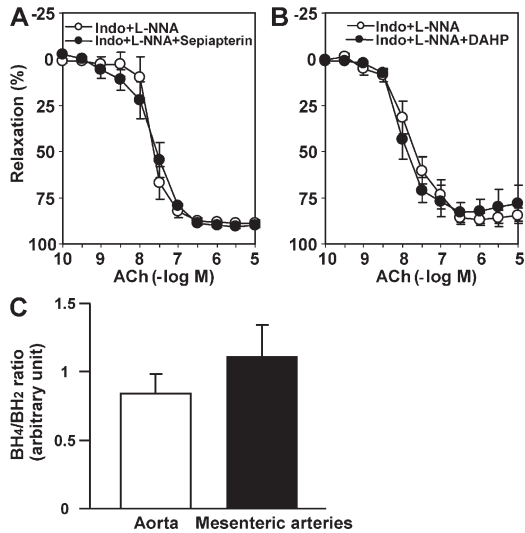 A
Indo+L-NNA
Indo+L-NNA+Sepiapterin
-25
0
25
50
75
100
Relaxation (%)
10 9 8 7 6 5
ACh (-log M)
B
Indo+L-NNA
Indo+L-NNA+DAHP
-25
0
25
50
75
100
10 9 8 7 6 5
ACh (-log M)
C
1.5
1
0.5
0
BH4/BH2 ratio
(arbitrary unit)
Aorta Mesenteric arteries